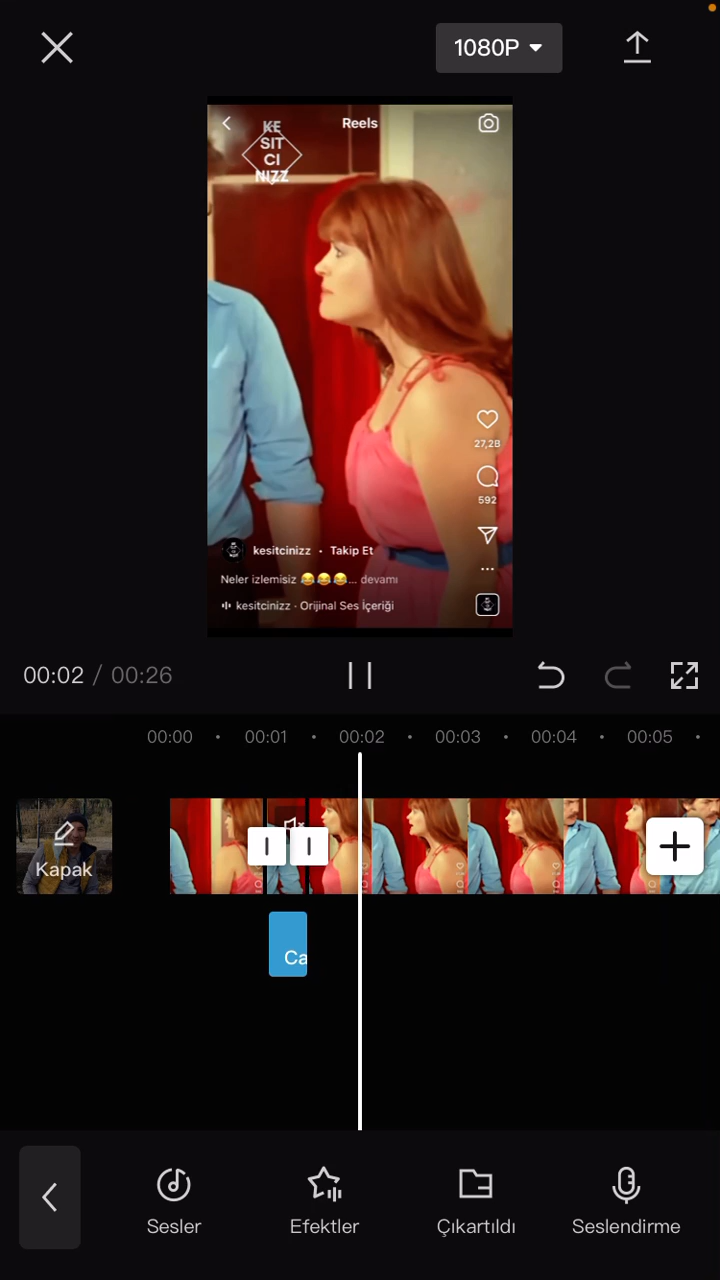 1080P
KE
SIT
CI
NIZZ
Reels
27,2B
592
kesitcinizz • Takip Et
Neler izlemisiz 😂😂😂... devamı
kesitcinizz · Orijinal Ses İçeriği
00:02 / 00:26
00:00 00:01 00:02 00:03 00:04 00:05
Kapak
Ca
Sesler
Efektler
Çıkartıldı
Seslendirme